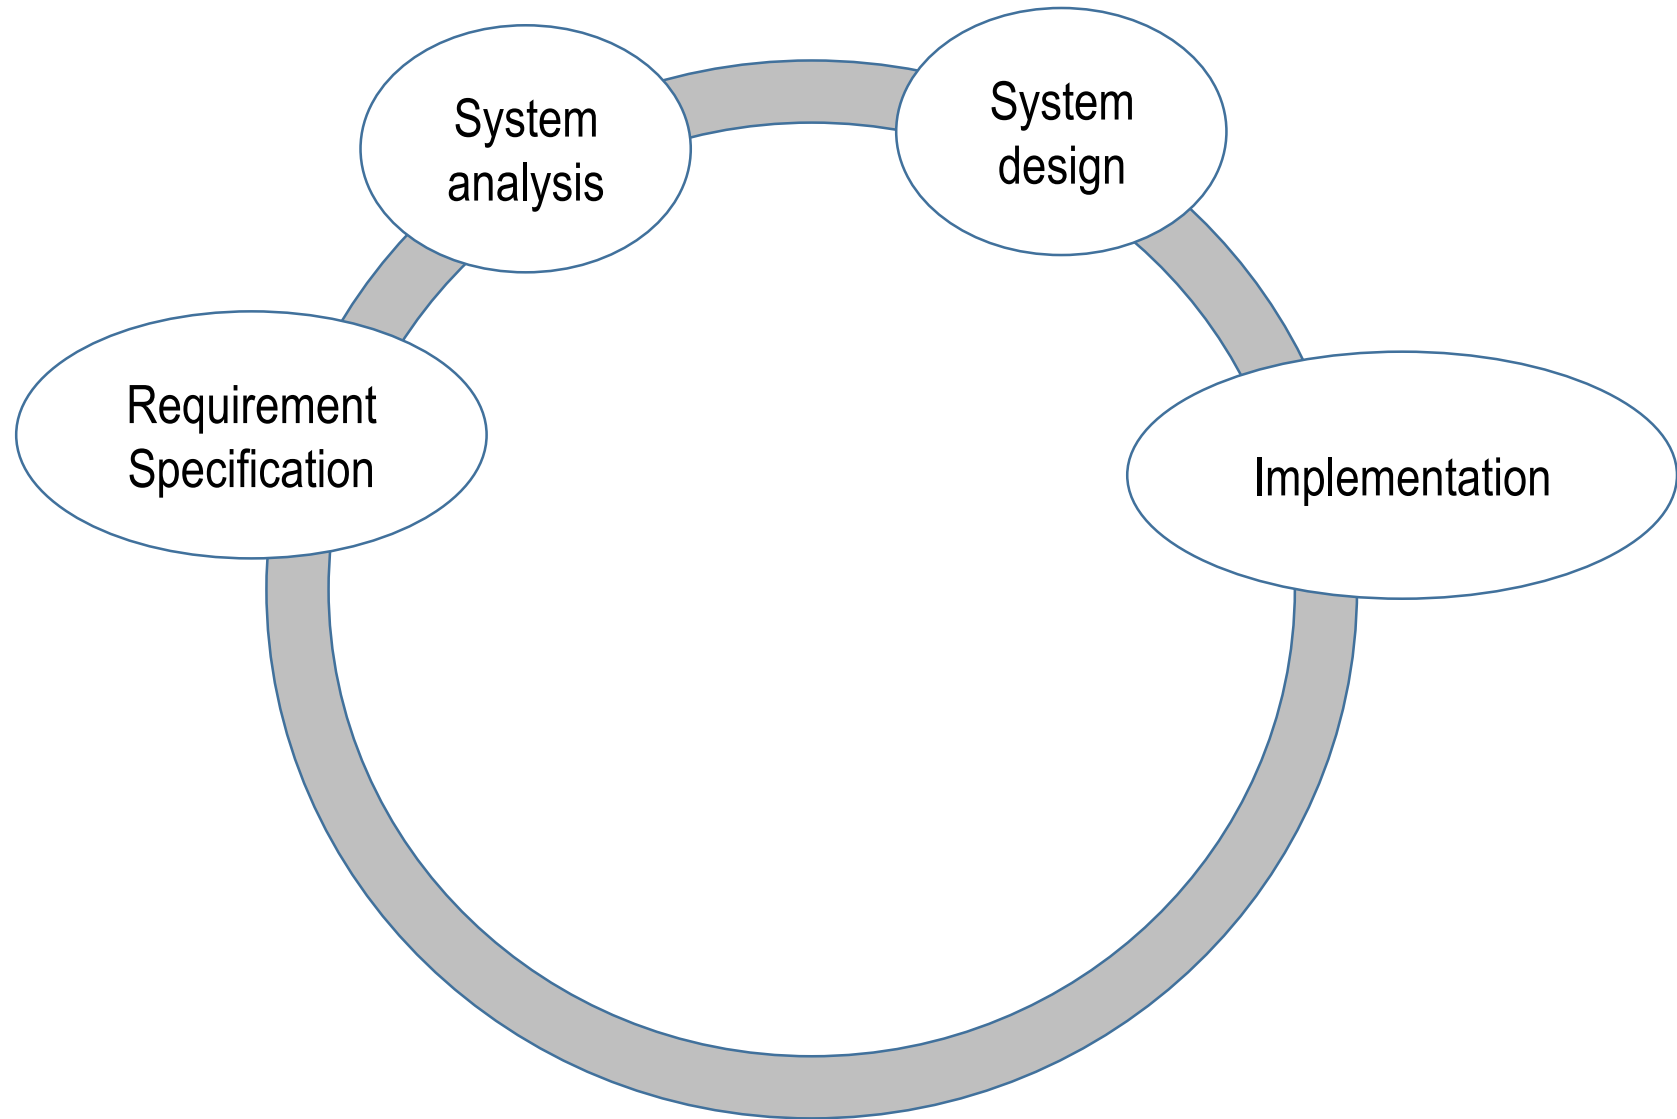 System
analysis
System
design
Requirement
Specification
Implementation